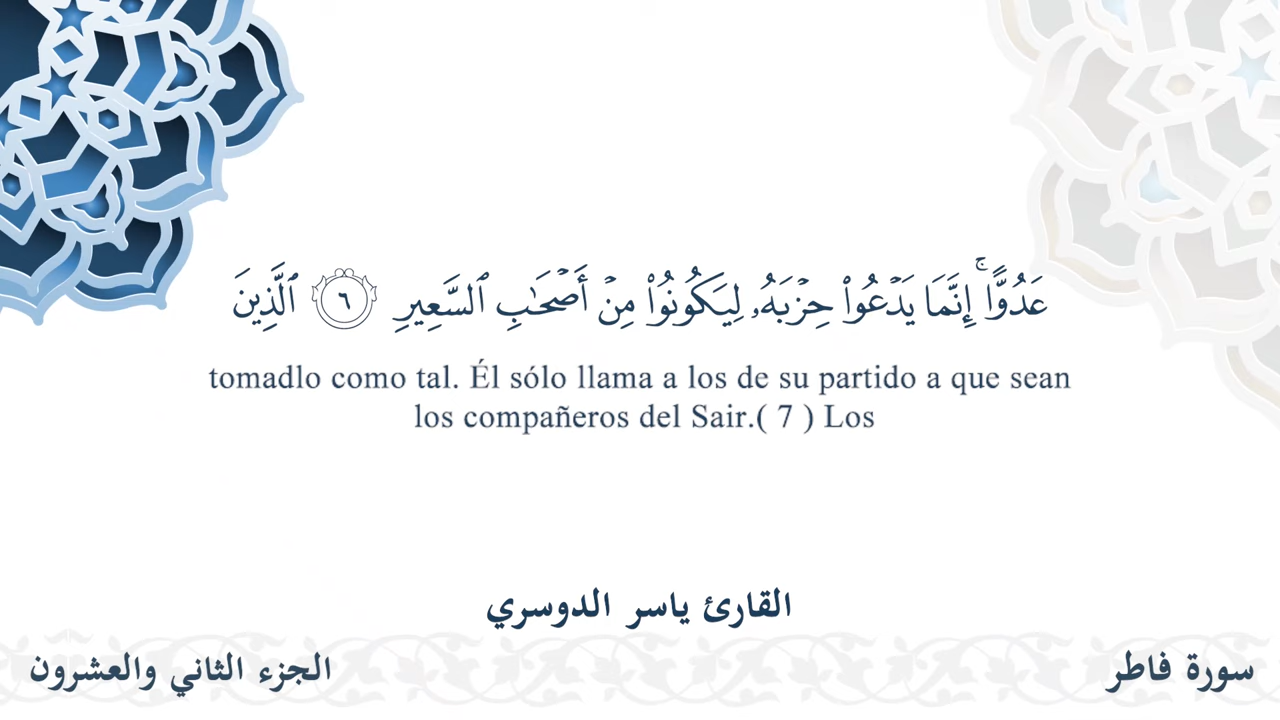 عَدُوًّاۚ إِنَّمَا يَدۡعُواْ حِزۡبَهُۥ لِيَكُونُواْ مِنۡ أَصۡحَٰبِ ٱلسَّعِيرِ ٦ ٱلَّذِينَ
tomadlo como tal. Él sólo llama a los de su partido a que sean
los compañeros del Sair.( 7 ) Los
القارئ ياسر الدوسري
سورة فاطر
الجزء الثاني والعشرون